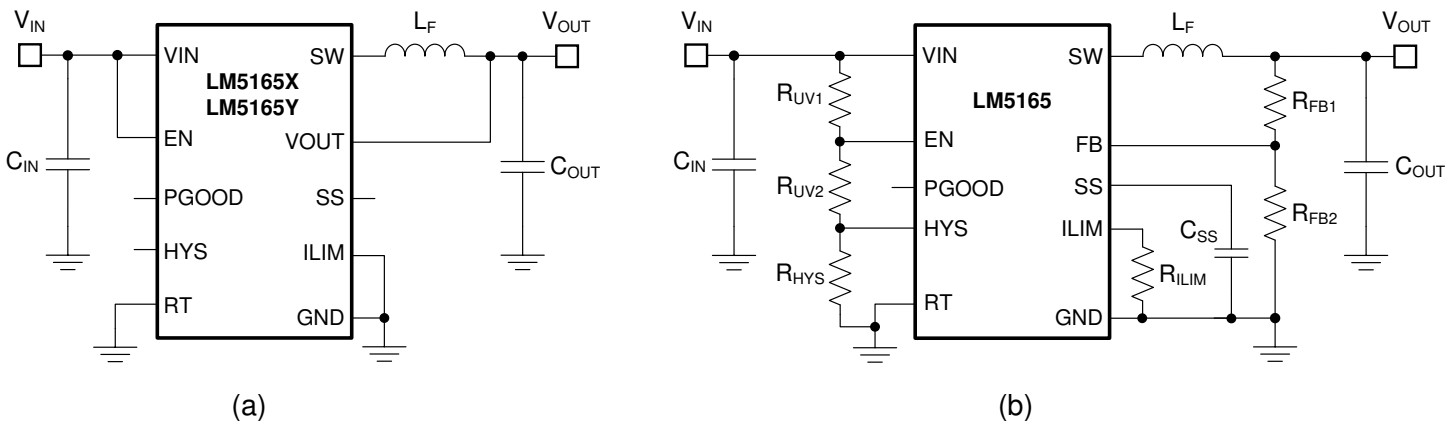 V_IN
L_F
V_OUT
VIN
SW
LM5165X
LM5165Y
EN
VOUT
C_IN
C_OUT
PGOOD
SS
HYS
ILIM
RT
GND
(a)
V_IN
L_F
V_OUT
VIN
SW
R_UV1
LM5165
R_FB1
EN
FB
C_IN
C_OUT
PGOOD
SS
R_UV2
R_FB2
HYS
ILIM
C_SS
R_HYS
R_ILIM
RT
GND
(b)